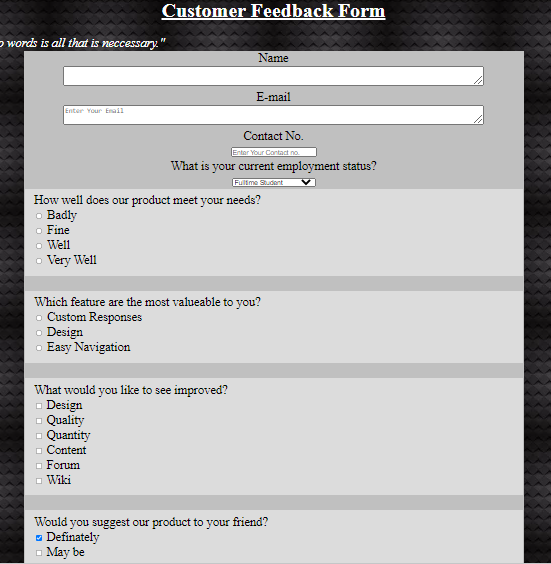 Customer Feedback Form
o words is all that is neccessary."
Name
E-mail
Enter Your Email
Contact No.
Enter Your Contact no.
What is your current employment status?
Fulltime Student
How well does our product meet your needs?
Badly
Fine
Well
Very Well
Which feature are the most valueable to you?
Custom Responses
Design
Easy Navigation
What would you like to see improved?
Design
Quality
Quantity
Content
Forum
Wiki
Would you suggest our product to your friend?
Definately
May be